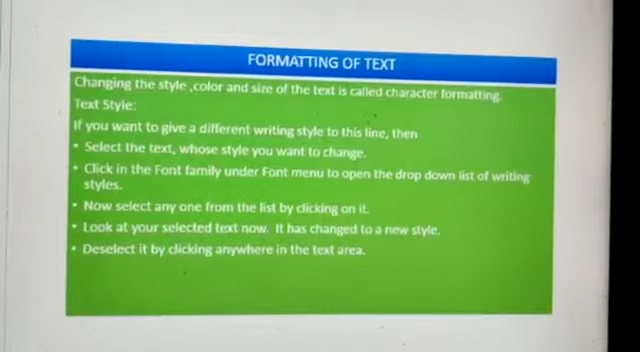 FORMATTING OF TEXT
Changing the style ,color and size of the text is called character formatting.
Text Style:
If you want to give a different writing style to this line, then
• Select the text, whose style you want to change.
• Click in the Font family under Font menu to open the drop down list of writing
styles.
• Now select any one from the list by clicking on it.
• Look at your selected text now. It has changed to a new style.
• Deselect it by clicking anywhere in the text area.